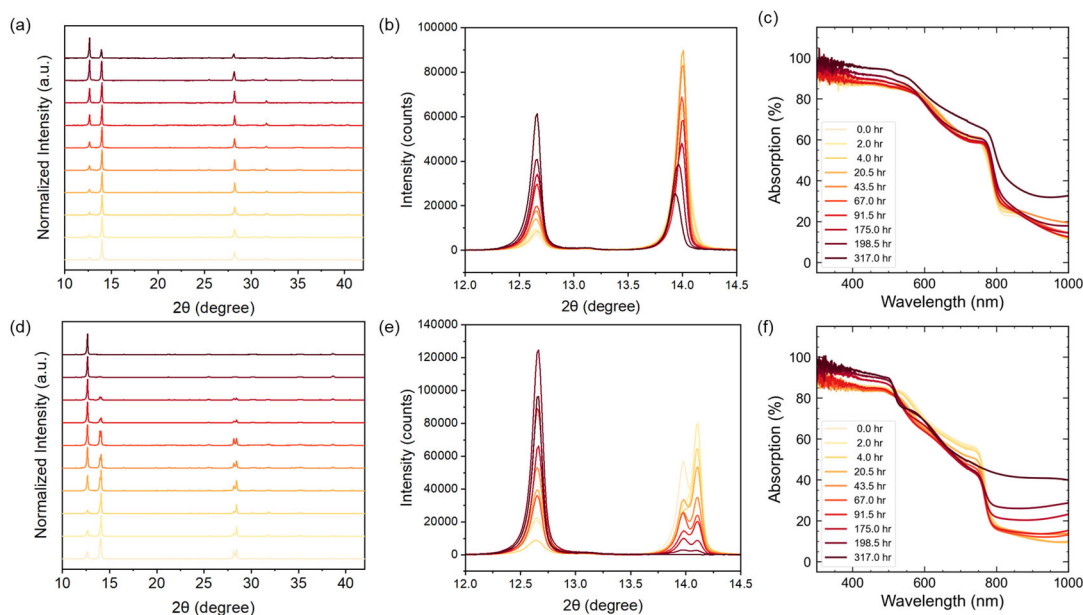 (a)
Normalized Intensity (a.u.)
10 15 20 25 30 35 40
2θ (degree)
(b)
Intensity (counts)
100000
80000
60000
40000
20000
0
12.0 12.5 13.0 13.5 14.0 14.5
2θ (degree)
(c)
Absorption (%)
100
80
60
40
20
0
0.0 hr
2.0 hr
4.0 hr
20.5 hr
43.5 hr
67.0 hr
91.5 hr
175.0 hr
198.5 hr
317.0 hr
400 600 800 1000
Wavelength (nm)
(d)
Normalized Intensity (a.u.)
10 15 20 25 30 35 40
2θ (degree)
(e)
Intensity (counts)
140000
120000
100000
80000
60000
40000
20000
0
12.0 12.5 13.0 13.5 14.0 14.5
2θ (degree)
(f)
Absorption (%)
100
80
60
40
20
0
0.0 hr
2.0 hr
4.0 hr
20.5 hr
43.5 hr
67.0 hr
91.5 hr
175.0 hr
198.5 hr
317.0 hr
400 600 800 1000
Wavelength (nm)